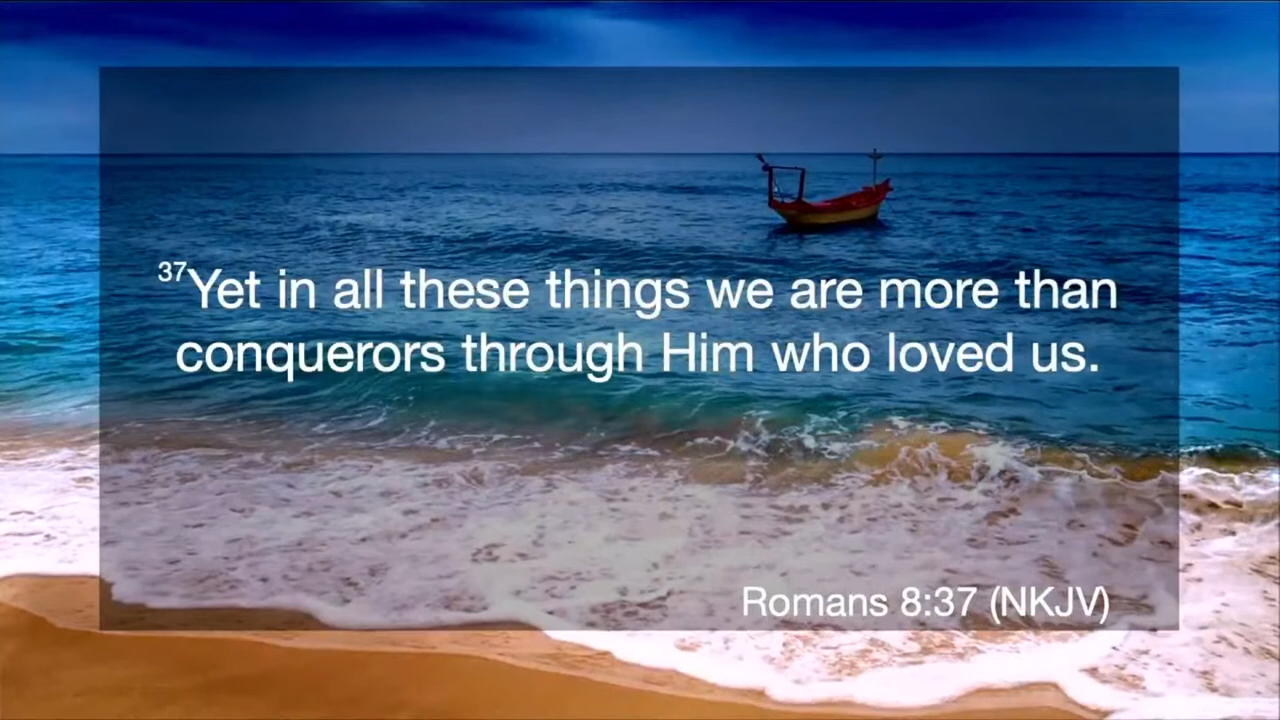 37Yet in all these things we are more than
conquerors through Him who loved us.
Romans 8:37 (NKJV)